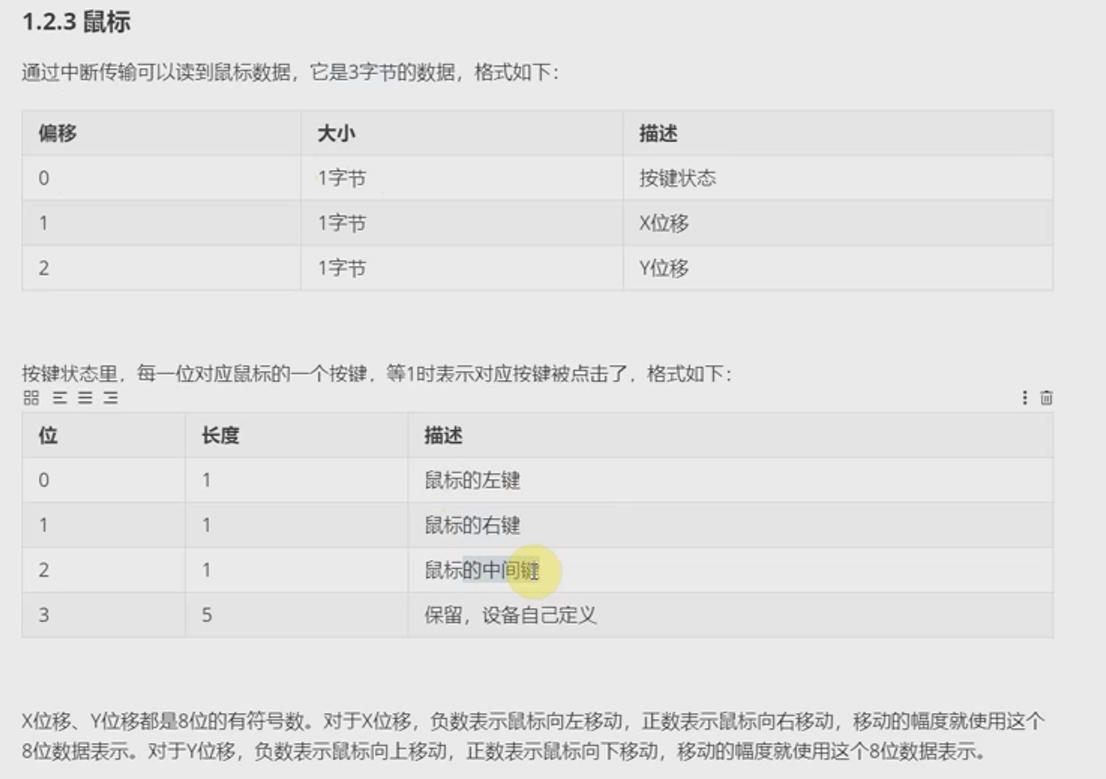 1.2.3 鼠标
通过中断传输可以读到鼠标数据，它是3字节的数据，格式如下：
偏移 大小 描述
0 1字节 按键状态
1 1字节 X位移
2 1字节 Y位移
按键状态里，每一位对应鼠标的一个按键，等1时表示对应按键被点击了，格式如下：
位 长度 描述
0 1 鼠标的左键
1 1 鼠标的右键
2 1 鼠标的中间键
3 5 保留，设备自己定义
X位移、Y位移都是8位的有符号数。对于X位移，负数表示鼠标向左移动，正数表示鼠标向右移动，移动的幅度就使用这个
8位数据表示。对于Y位移，负数表示鼠标向上移动，正数表示鼠标向下移动，移动的幅度就使用这个8位数据表示。